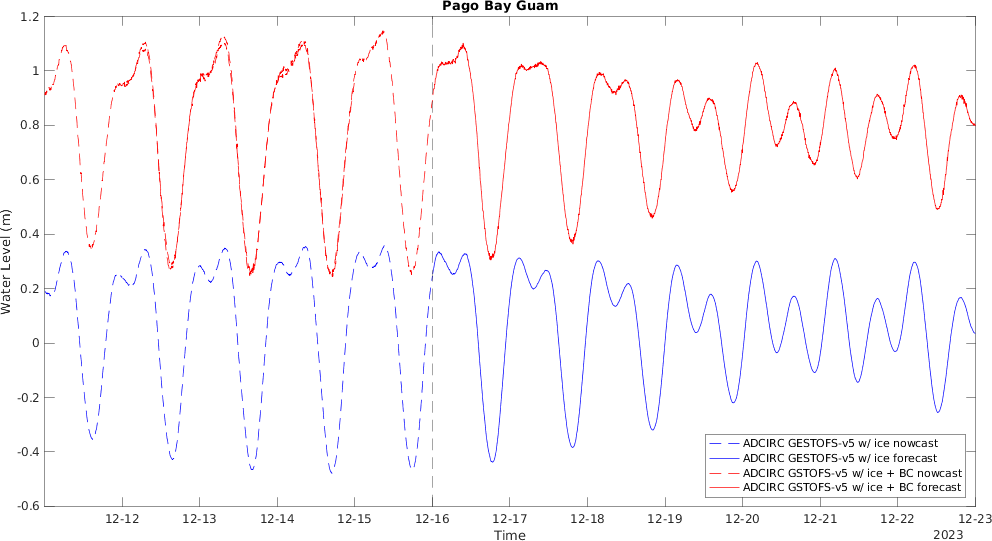 Pago Bay Guam
1.2
1
0.8
0.6
0.4
0.2
0
-0.2
-0.4
-0.6
Water Level (m)
12-12 12-13 12-14 12-15 12-16 12-17 12-18 12-19 12-20 12-21 12-22 12-23
Time
2023
ADCIRC GESTOFS-v5 w/ ice nowcast
ADCIRC GESTOFS-v5 w/ ice forecast
ADCIRC GSTOFS-v5 w/ ice + BC nowcast
ADCIRC GSTOFS-v5 w/ ice + BC forecast